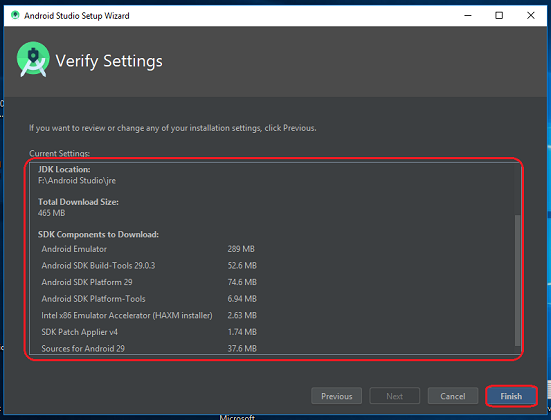 Android Studio Setup Wizard
Verify Settings
If you want to review or change any of your installation settings, click Previous.
Current Settings:
JDK Location:
F:\Android Studio\jre
Total Download Size:
465 MB
SDK Components to Download:
Android Emulator 289 MB
Android SDK Build-Tools 29.0.3 52.6 MB
Android SDK Platform 29 74.6 MB
Android SDK Platform-Tools 6.94 MB
Intel x86 Emulator Accelerator (HAXM installer) 2.63 MB
SDK Patch Applier v4 1.74 MB
Sources for Android 29 37.6 MB
Previous Next Cancel Finish
Microsoft